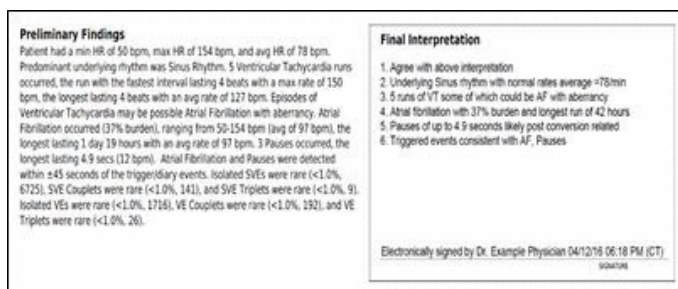 Preliminary Findings
Patient had a min HR of 50 bpm, max HR of 154 bpm, and avg HR of 78 bpm.
Predominant underlying rhythm was Sinus Rhythm. 5 Ventricular Tachycardia runs
occurred, the run with the fastest interval lasting 4 beats with a max rate of 150
bpm, the longest lasting 4 beats with an avg rate of 127 bpm. Episodes of
Ventricular Tachycardia may be possible Atrial Fibrillation with aberrancy. Atrial
Fibrillation occurred (37% burden), ranging from 50-154 bpm (avg of 97 bpm), the
longest lasting 1 day 19 hours with an avg rate of 97 bpm. 3 Pauses occurred, the
longest lasting 4.9 secs (12 bpm). Atrial Fibrillation and Pauses were detected
within ±45 seconds of the trigger/diary events. Isolated SVEs were rare (<1.0%,
6725), SVE Couplets were rare (<1.0%, 141), and SVE Triplets were rare (<1.0%, 9).
Isolated VEs were rare (<1.0%, 1716), VE Couplets were rare (<1.0%, 192), and VE
Triplets were rare (<1.0%, 26).
Final Interpretation
1. Agree with above interpretation
2. Underlying Sinus rhythm with normal rates average =78/min
3. 5 runs of VT some of which could be AF with aberrancy
4. Atrial fibrillation with 37% burden and longest run of 42 hours
5. Pauses of up to 4.9 seconds likely post conversion related
6. Triggered events consistent with AF, Pauses
Electronically signed by Dr. Example Physician 04/12/16 06:18 PM (CT)
SIGNATURE